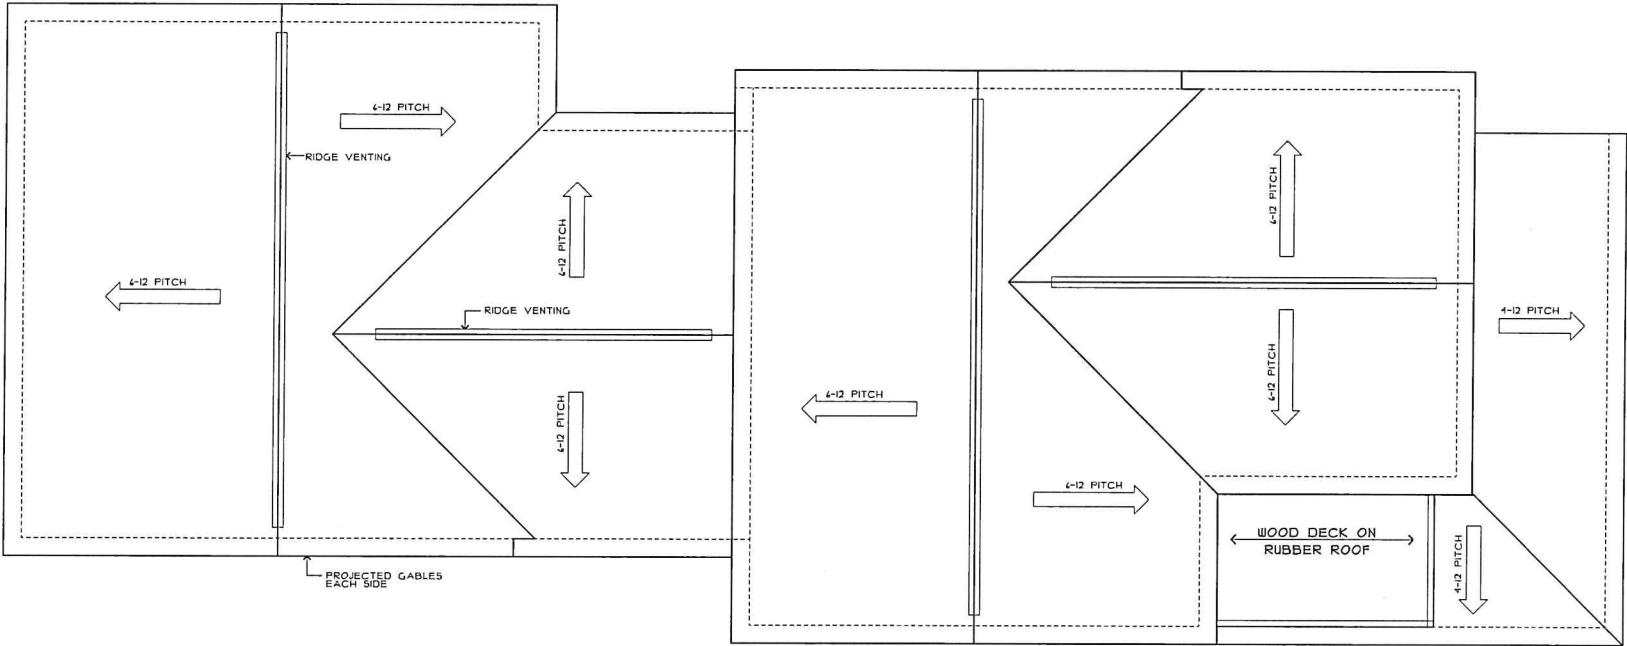 6-12 PITCH
RIDGE VENTING
6-12 PITCH
6-12 PITCH
RIDGE VENTING
6-12 PITCH
PROJECTED GABLES
EACH SIDE
6-12 PITCH
6-12 PITCH
6-12 PITCH
6-12 PITCH
4-12 PITCH
WOOD DECK ON
RUBBER ROOF
4-12 PITCH